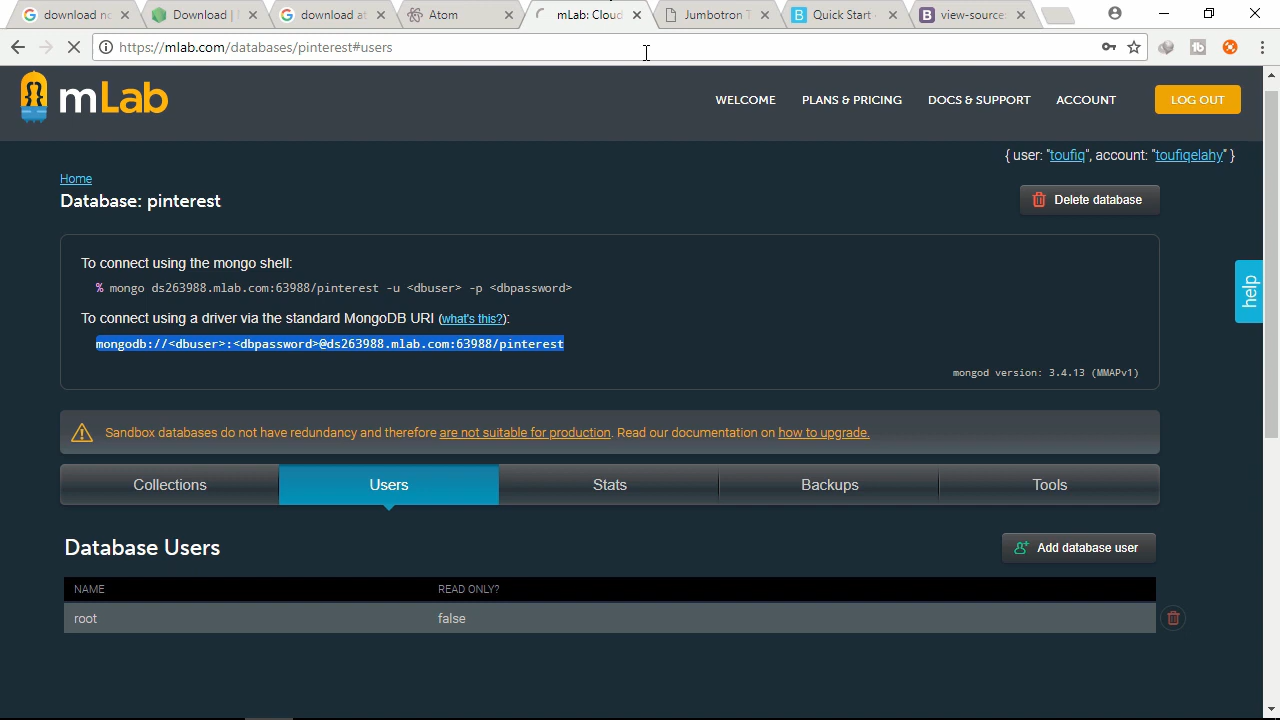 download no
Download |
download at
Atom
mLab: Cloud
Jumbotron T
Quick Start
view-source:
https://mlab.com/databases/pinterest#users
mLab
WELCOME
PLANS & PRICING
DOCS & SUPPORT
ACCOUNT
LOG OUT
{ user: "toufiq", account: "toufiqelahy" }
Home
Database: pinterest
Delete database
To connect using the mongo shell:
% mongo ds263988.mlab.com:63988/pinterest -u <dbuser> -p <dbpassword>
To connect using a driver via the standard MongoDB URI (what's this?):
mongodb://<dbuser>:<dbpassword>@ds263988.mlab.com:63988/pinterest
mongod version: 3.4.13 (MMAPv1)
help
Sandbox databases do not have redundancy and therefore are not suitable for production. Read our documentation on how to upgrade.
Collections
Users
Stats
Backups
Tools
Database Users
Add database user
NAME
READ ONLY?
root
false